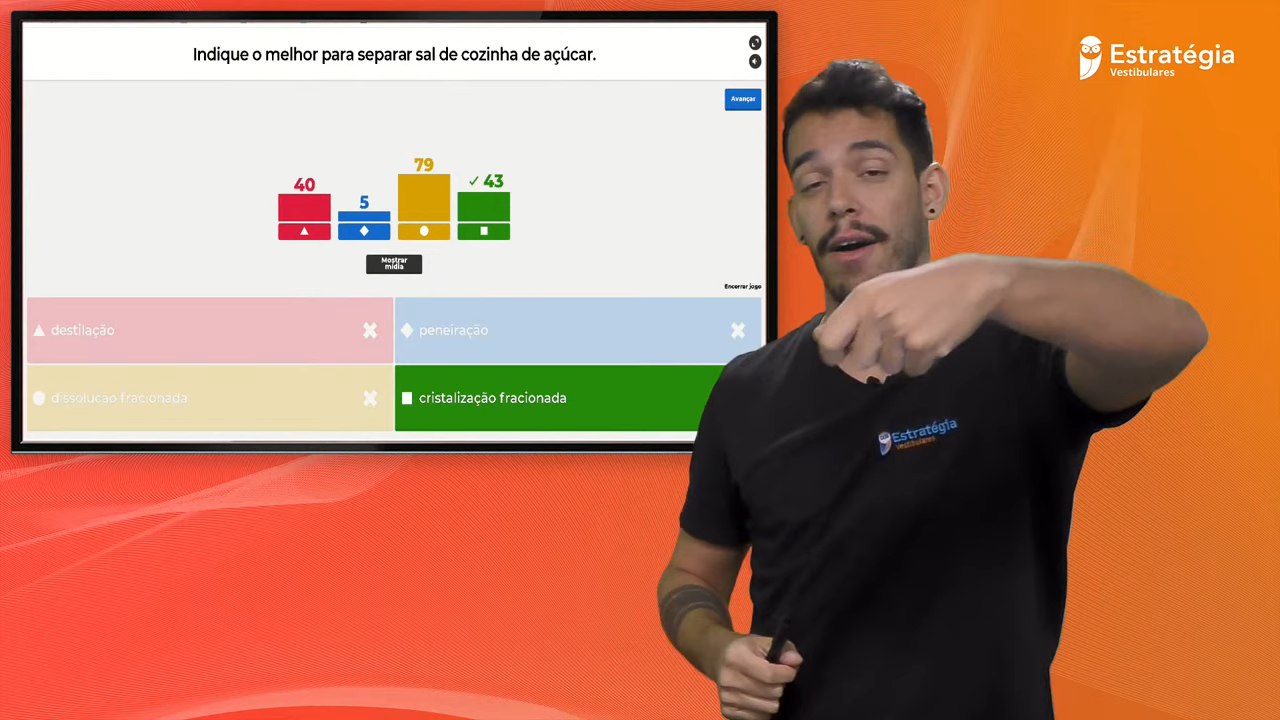 Indique o melhor para separar sal de cozinha de açúcar.
Estratégia
Vestibulares
Avançar
40
5
79
✓ 43
Mostrar
mídia
Encerrar jogo
destilação
peneiração
dissolução fracionada
cristalização fracionada
Estratégia
Vestibulares